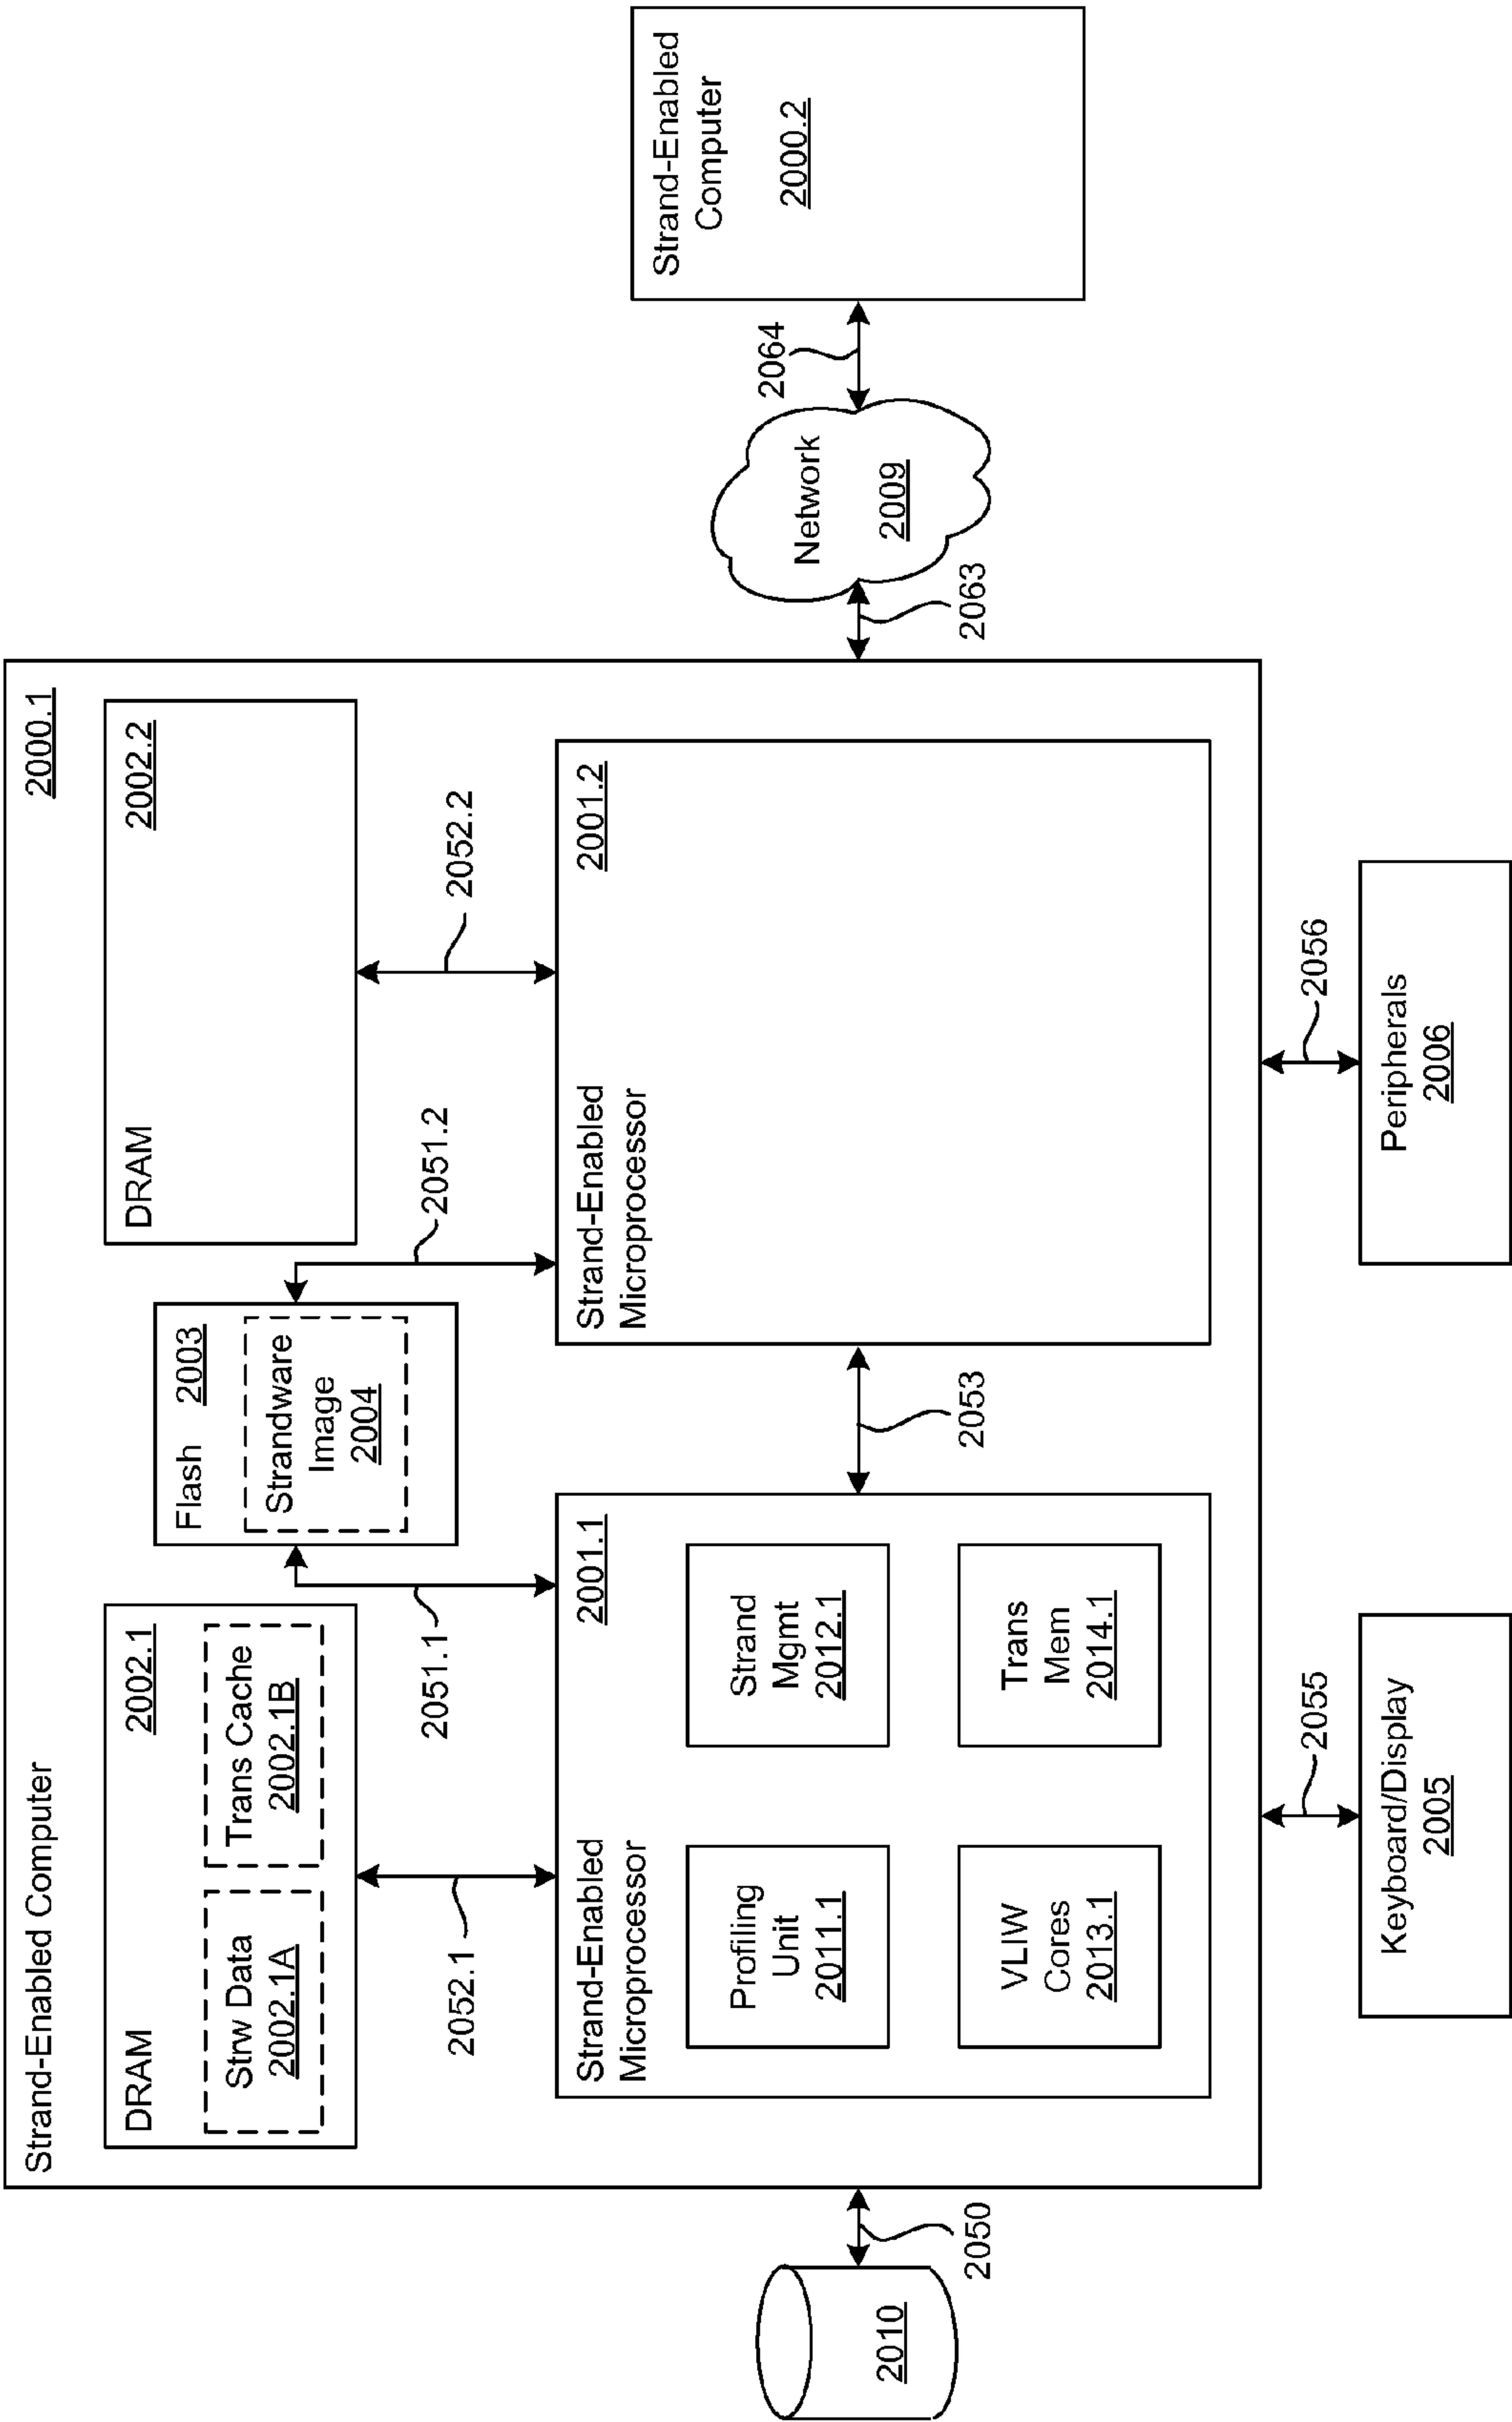 Strand-Enabled Computer
2000.1
DRAM
2002.1
Strw Data
2002.1A
Trans Cache
2002.1B
Flash
2003
Strandware
Image
2004
DRAM
2002.2
2052.1
2051.1
2051.2
2052.2
Strand-Enabled
Microprocessor
2001.1
Profiling
Unit
2011.1
Strand
Mgmt
2012.1
VLIW
Cores
2013.1
Trans
Mem
2014.1
2053
Strand-Enabled
Microprocessor
2001.2
2010
2050
2063
Network
2009
2064
Strand-Enabled
Computer
2000.2
2055
Keyboard/Display
2005
2056
Peripherals
2006